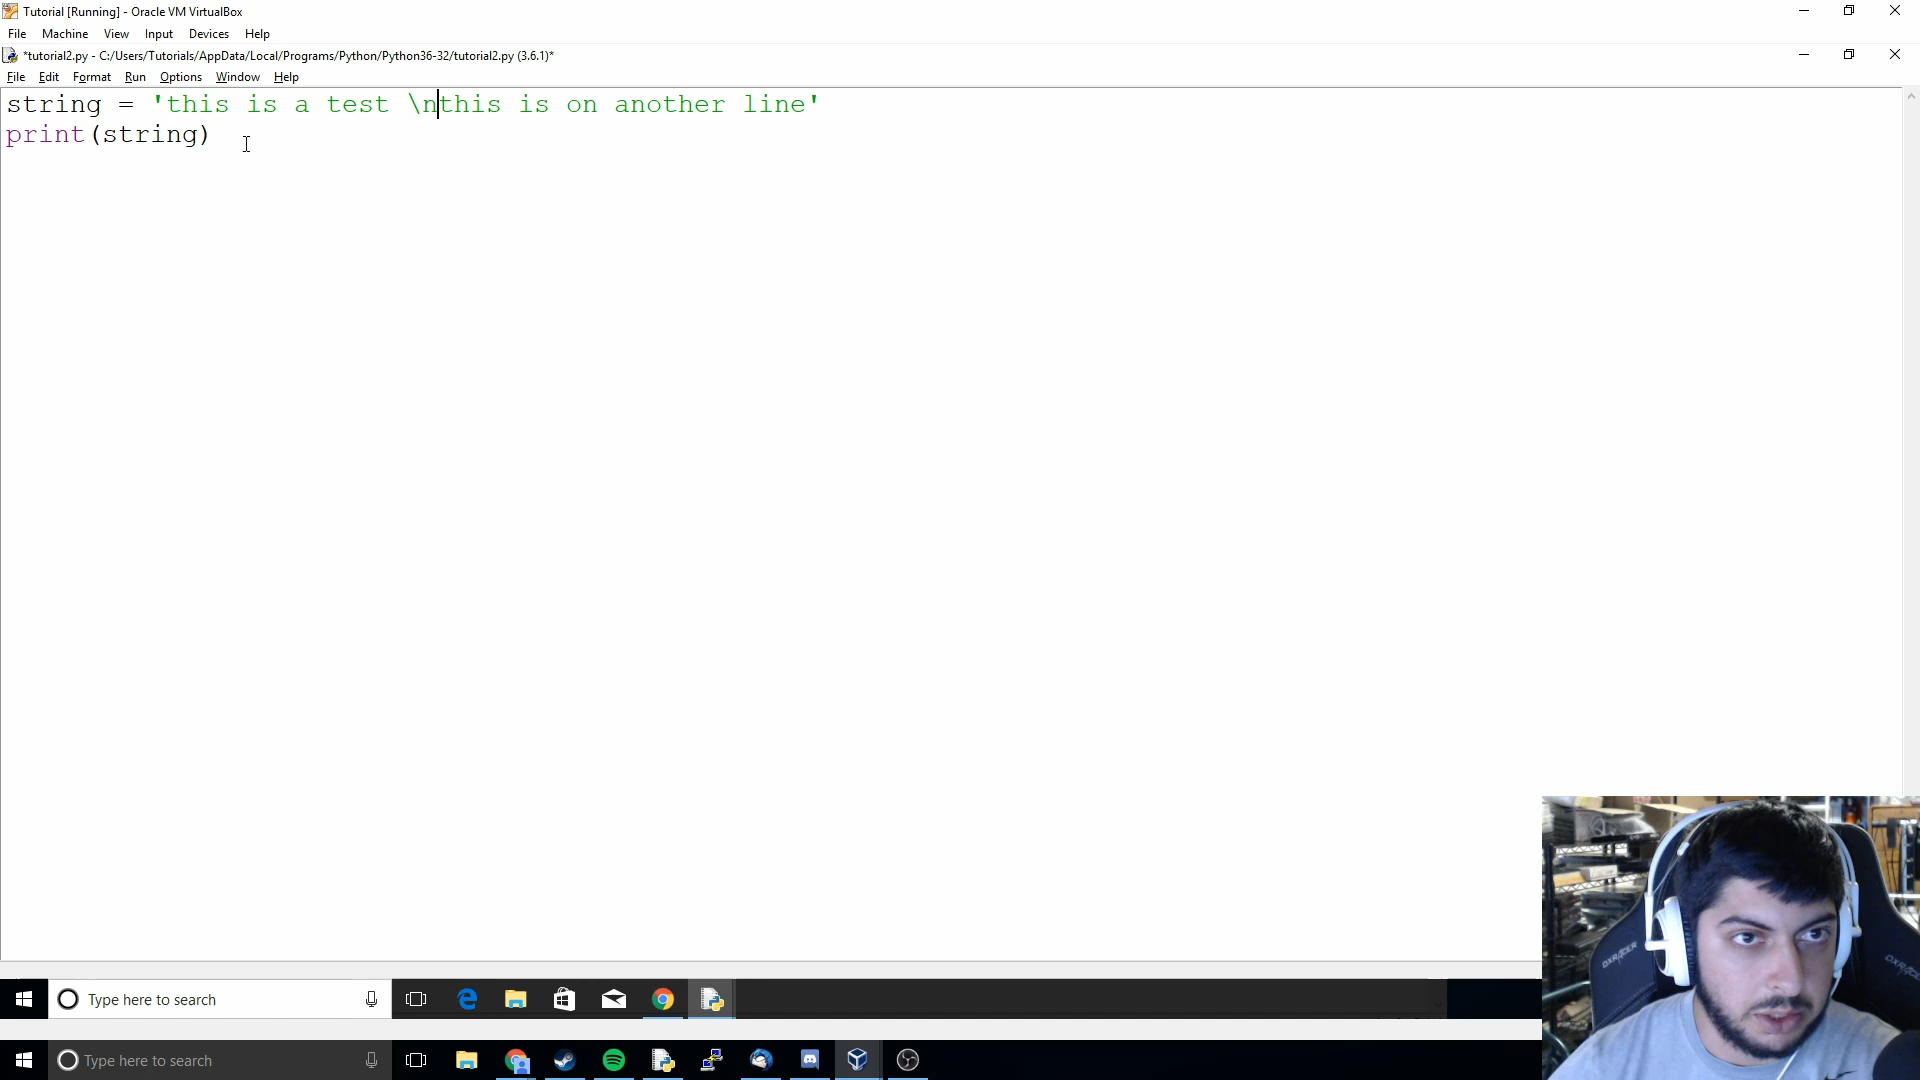 Tutorial [Running] - Oracle VM VirtualBox
File Machine View Input Devices Help
*tutorial2.py - C:/Users/Tutorials/AppData/Local/Programs/Python/Python36-32/tutorial2.py (3.6.1)*
File Edit Format Run Options Window Help
string = 'this is a test \nthis is on another line'
print(string)
Type here to search
Type here to search
DXRACER